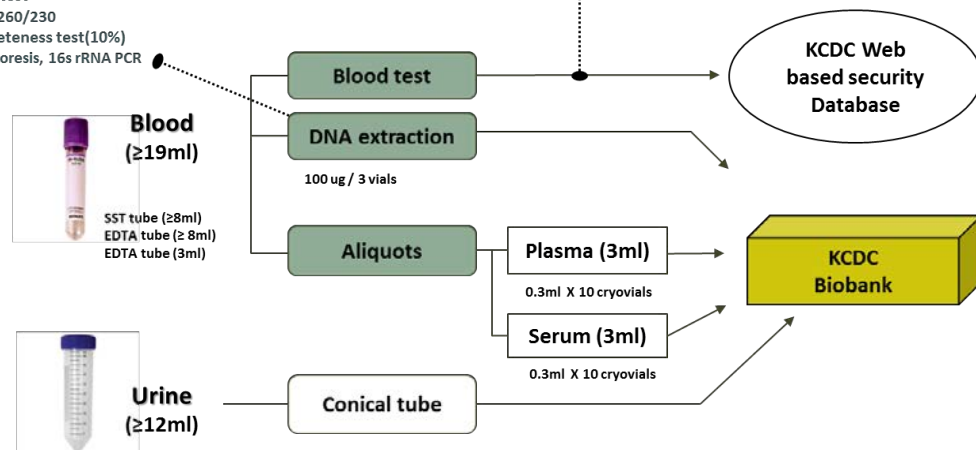 260/230
eteness test(10%)
oresis, 16s rRNA PCR
Blood
(≥19ml)
SST tube (≥8ml)
EDTA tube (≥ 8ml)
EDTA tube (3ml)
Blood test
DNA extraction
100 ug / 3 vials
Aliquots
Plasma (3ml)
0.3ml X 10 cryovials
Serum (3ml)
0.3ml X 10 cryovials
KCDC Web
based security
Database
KCDC
Biobank
Urine
(≥12ml)
Conical tube